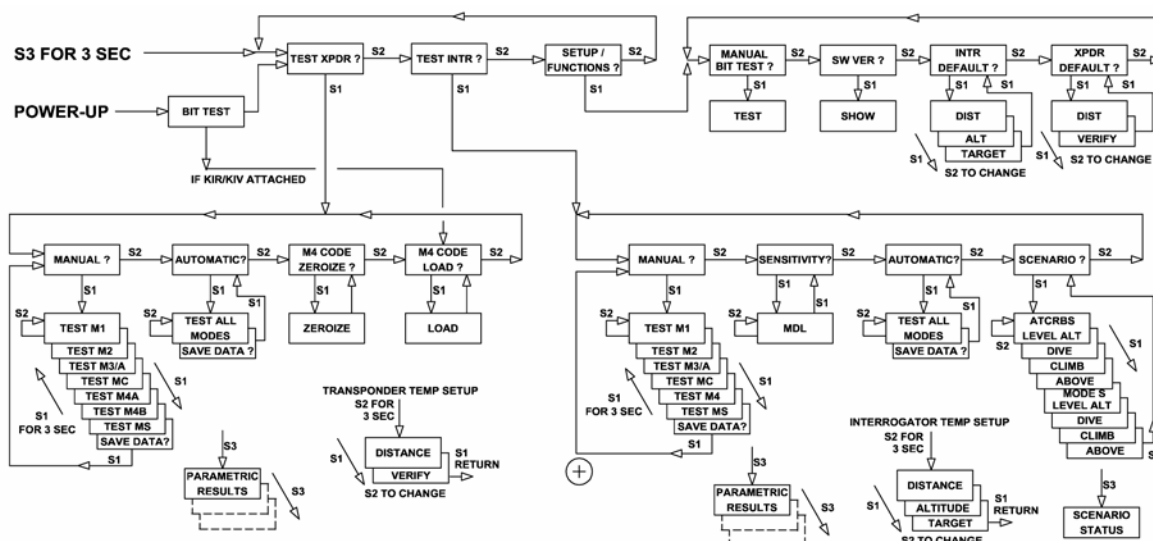 S3 FOR 3 SEC
TEST XPDR ?
S2
TEST INTR ?
S2
SETUP /
FUNCTIONS ?
S2
S1
S1
S1
POWER-UP
BIT TEST
IF KIR/KIV ATTACHED
MANUAL
BIT TEST ?
S2
SW VER ?
S2
INTR
DEFAULT ?
S2
XPDR
DEFAULT ?
S2
S1
S1
S1
S1
S1
S1
TEST
SHOW
DIST
ALT
TARGET
S1
S2 TO CHANGE
DIST
VERIFY
S1
S2 TO CHANGE
MANUAL ?
S2
AUTOMATIC?
S2
M4 CODE
ZEROIZE ?
S2
M4 CODE
LOAD ?
S2
S1
S1
S1
S1
S1
S2
TEST M1
TEST M2
TEST M3/A
TEST MC
TEST M4A
TEST M4B
TEST MS
SAVE DATA?
S1
S1
FOR 3 SEC
S1
S2
TEST ALL
MODES
SAVE DATA ?
ZEROIZE
LOAD
TRANSPONDER TEMP SETUP
S2 FOR
3 SEC
S1
DISTANCE
VERIFY
S1
RETURN
S2 TO CHANGE
S3
PARAMETRIC
RESULTS
S3
MANUAL ?
S2
SENSITIVITY?
S2
AUTOMATIC?
S2
SCENARIO ?
S2
S1
S1
S1
S1
S1
S1
S2
TEST M1
TEST M2
TEST M3/A
TEST MC
TEST M4
TEST MS
SAVE DATA?
S1
S1
FOR 3 SEC
S1
S2
MDL
S2
TEST ALL
MODES
SAVE DATA ?
S2
ATCRBS
LEVEL ALT
DIVE
CLIMB
ABOVE
MODE S
LEVEL ALT
DIVE
CLIMB
ABOVE
S1
INTERROGATOR TEMP SETUP
S2 FOR
3 SEC
S1
DISTANCE
ALTITUDE
TARGET
S1
RETURN
S2 TO CHANGE
S3
PARAMETRIC
RESULTS
S3
S3
SCENARIO
STATUS